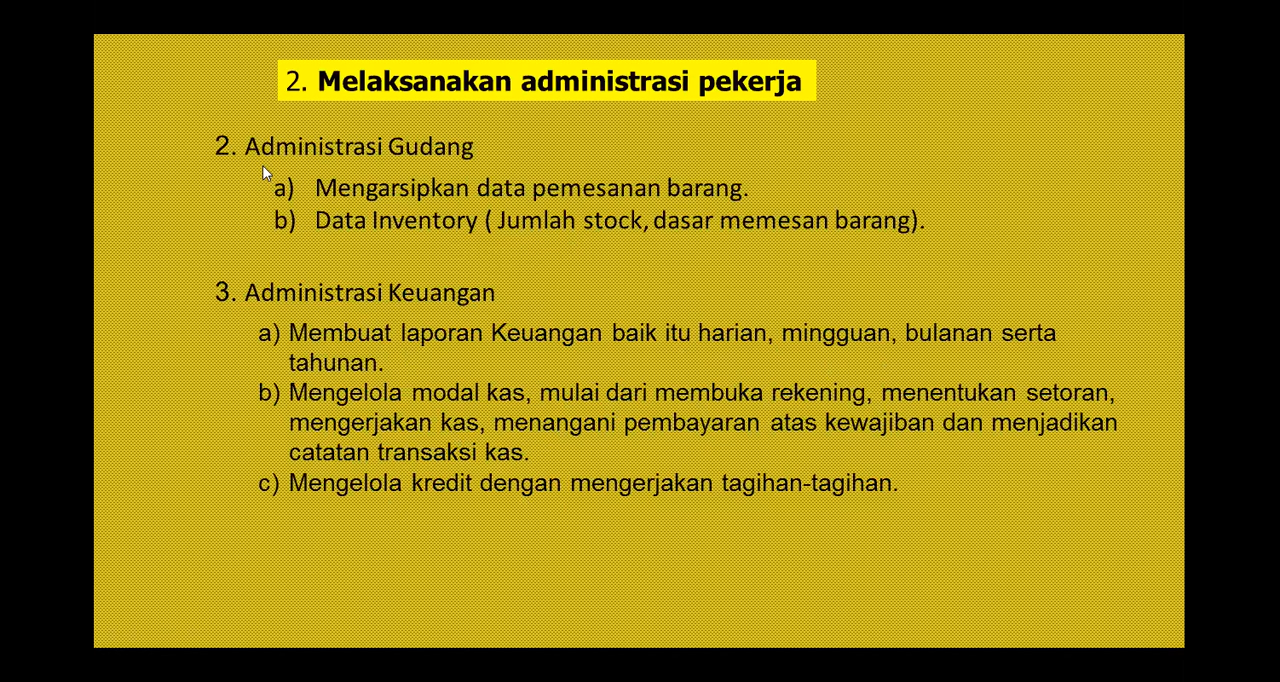 2. Melaksanakan administrasi pekerja
2. Administrasi Gudang
a) Mengarsipkan data pemesanan barang.
b) Data Inventory ( Jumlah stock, dasar memesan barang).
3. Administrasi Keuangan
a) Membuat laporan Keuangan baik itu harian, mingguan, bulanan serta
tahunan.
b) Mengelola modal kas, mulai dari membuka rekening, menentukan setoran,
mengerjakan kas, menangani pembayaran atas kewajiban dan menjadikan
catatan transaksi kas.
c) Mengelola kredit dengan mengerjakan tagihan-tagihan.